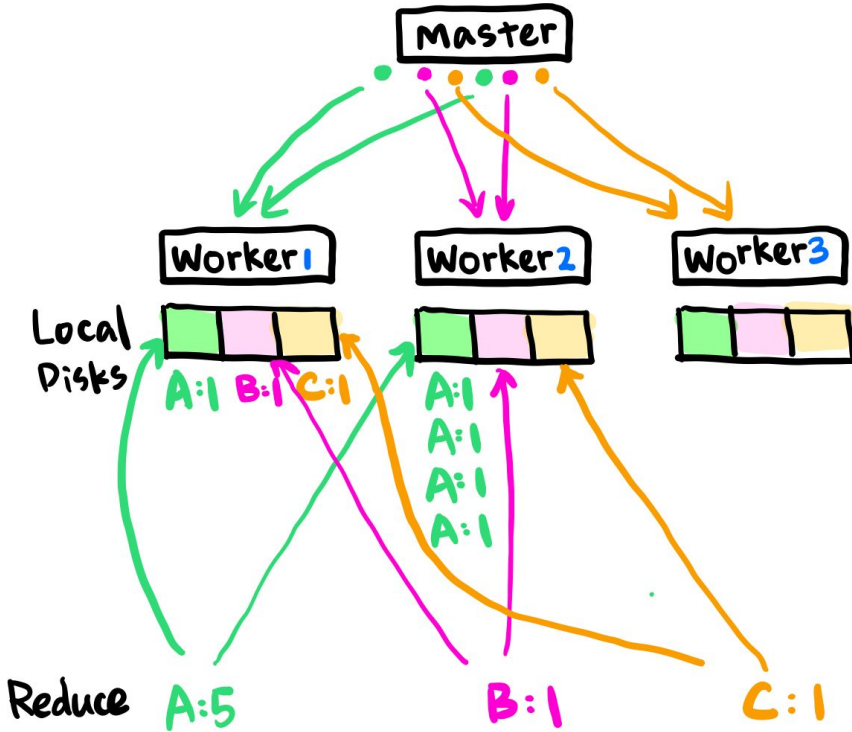 Master
Worker1 Worker2 Worker3
Local
Disks
A:1 B:1 C:1
A:1
A:1
A:1
A:1
Reduce A:5 B:1 C:1